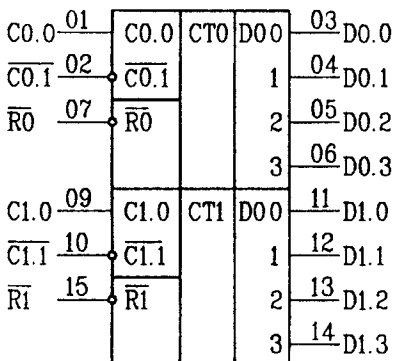 C0.0 01 C0.0 CT0 D0 0 03 D0.0
C0.1 02 C0.1 1 04 D0.1
R0 07 R0 2 05 D0.2
3 06 D0.3
C1.0 09 C1.0 CT1 D0 0 11 D1.0
C1.1 10 C1.1 1 12 D1.1
R1 15 R1 2 13 D1.2
3 14 D1.3